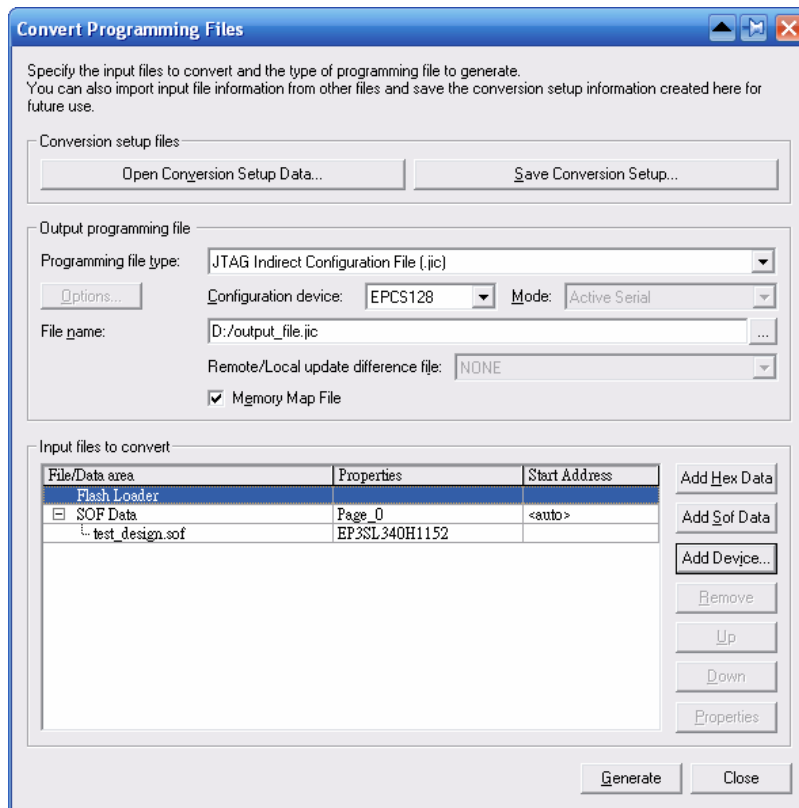 Convert Programming Files
Specify the input files to convert and the type of programming file to generate.
You can also import input file information from other files and save the conversion setup information created here for
future use.
Conversion setup files
Open Conversion Setup Data...
Save Conversion Setup...
Output programming file
Programming file type:
JTAG Indirect Configuration File (.jic)
Options...
Configuration device:
EPCS128
Mode:
Active Serial
File name:
D:/output_file.jic
...
Remote/Local update difference file:
NONE
Memory Map File
Input files to convert
File/Data area Properties Start Address
Flash Loader
SOF Data Page_0 <auto>
test_design.sof EP3SL340H1152
Add Hex Data
Add Sof Data
Add Device...
Remove
Up
Down
Properties
Generate
Close